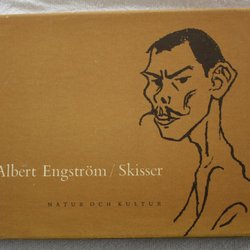 Albert Engström / Skisser
NATUR OCH KULTUR